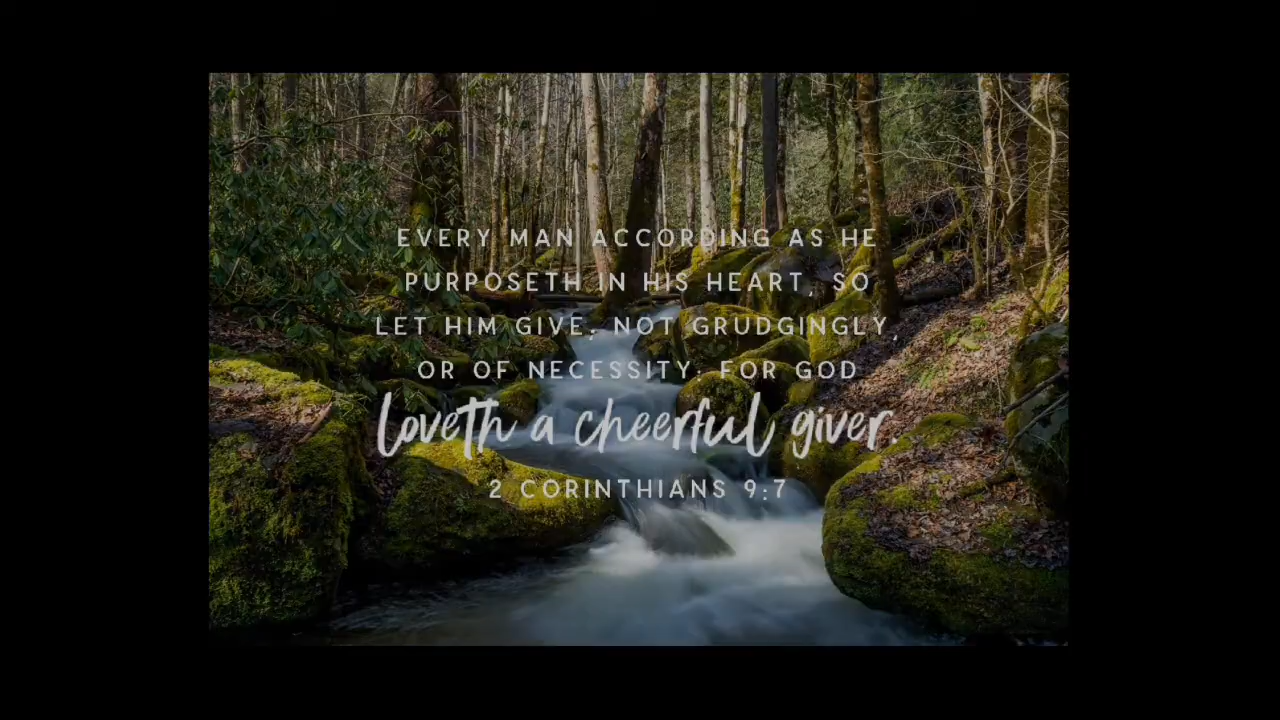 EVERY MAN ACCORDING AS HE
PURPOSETH IN HIS HEART, SO
LET HIM GIVE; NOT GRUDGINGLY
OR OF NECESSITY: FOR GOD
loveth a cheerful giver.
2 CORINTHIANS 9:7